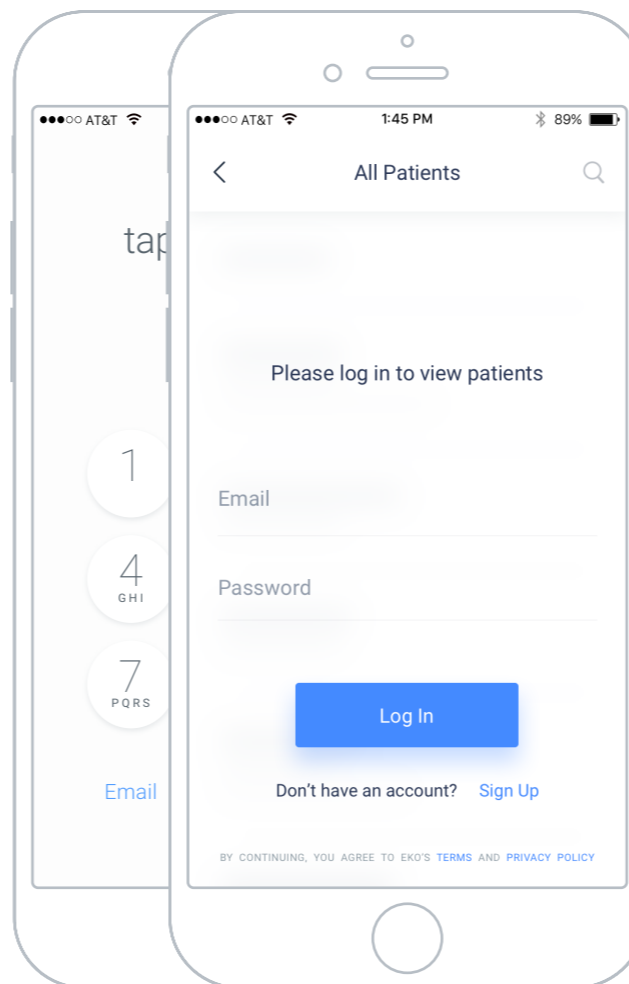 AT&T
tap
1
4
GHI
7
PQRS
Email
AT&T 1:45 PM 89%
All Patients
Please log in to view patients
Email
Password
Log In
Don’t have an account? Sign Up
BY CONTINUING, YOU AGREE TO EKO’S TERMS AND PRIVACY POLICY